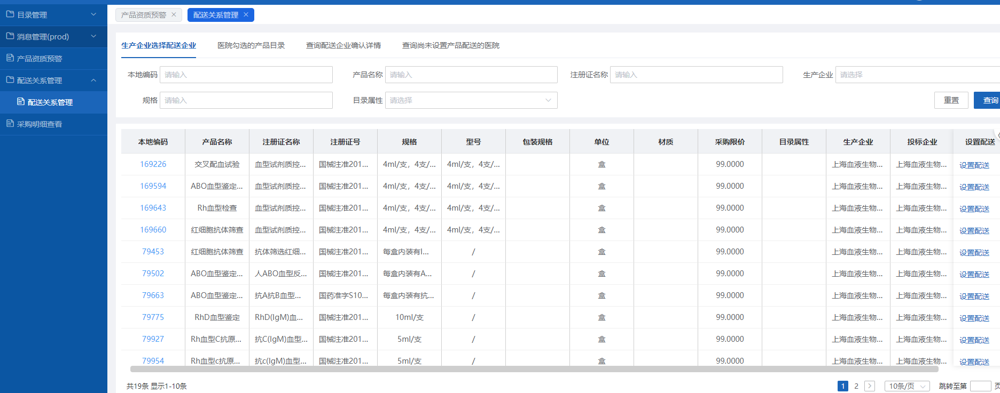 目录管理
消息管理(prod)
产品资质预警
配送关系管理
配送关系管理
采购明细查看
产品资质预警 配送关系管理
生产企业选择配送企业 医院勾选的产品目录 查询配送企业确认详情 查询尚未设置产品配送的医院
本地编码 请输入 产品名称 请输入 注册证名称 请输入 生产企业 请选择
规格 请输入 目录属性 请选择 重置 查询
本地编码 产品名称 注册证名称 注册证号 规格 型号 包装规格 单位 材质 采购限价 目录属性 生产企业 投标企业 设置配送
169226 交叉配血试验 血型试剂质控... 国械注准201... 4ml/支，4支/... 4ml/支，4支/... 盒 99.0000 上海血液生物... 上海血液生物... 设置配送
169594 ABO血型鉴定... 血型试剂质控... 国械注准201... 4ml/支，4支/... 4ml/支，4支/... 盒 99.0000 上海血液生物... 上海血液生物... 设置配送
169643 Rh血型检查 血型试剂质控... 国械注准201... 4ml/支，4支/... 4ml/支，4支/... 盒 99.0000 上海血液生物... 上海血液生物... 设置配送
169660 红细胞抗体筛查 血型试剂质控... 国械注准201... 4ml/支，4支/... 4ml/支，4支/... 盒 99.0000 上海血液生物... 上海血液生物... 设置配送
79453 红细胞抗体筛查 抗体筛选红细... 国械注准201... 每盒内装有I... / 盒 99.0000 上海血液生物... 上海血液生物... 设置配送
79502 ABO血型鉴定... 人ABO血型反... 国械注准201... 每盒内装有A... / 盒 99.0000 上海血液生物... 上海血液生物... 设置配送
79663 ABO血型鉴定... 抗A抗B血型... 国药准字S10... 每盒内装有抗... / 盒 99.0000 上海血液生物... 上海血液生物... 设置配送
79775 RhD血型鉴定 RhD(IgM)血... 国械注准201... 10ml/支 / 盒 99.0000 上海血液生物... 上海血液生物... 设置配送
79927 Rh血型C抗原... 抗C(IgM)血型... 国械注准201... 5ml/支 / 盒 99.0000 上海血液生物... 上海血液生物... 设置配送
79954 Rh血型c抗原... 抗c(IgM)血型... 国械注准201... 5ml/支 / 盒 99.0000 上海血液生物... 上海血液生物... 设置配送
共19条 显示1-10条 1 2 10条/页 跳转至第 页